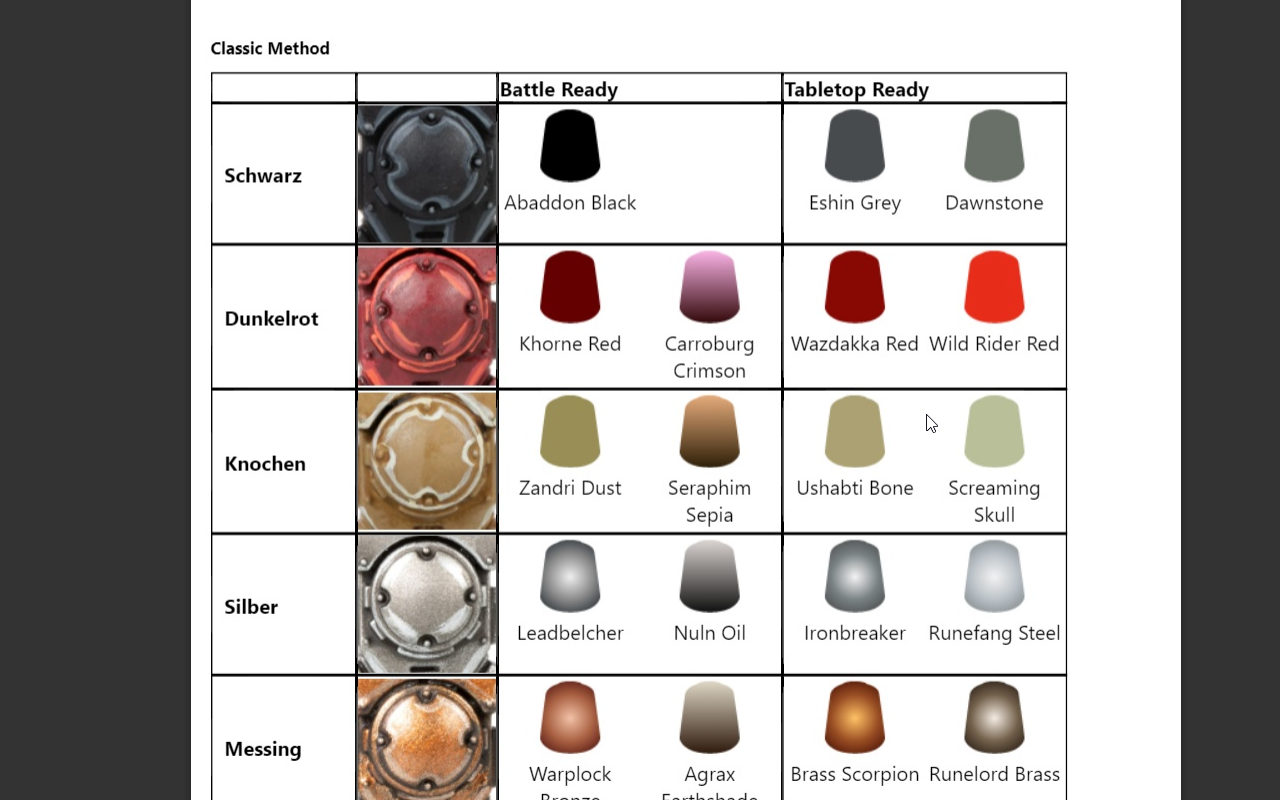 Classic Method
Battle Ready Tabletop Ready
Schwarz
Abaddon Black Eshin Grey Dawnstone
Dunkelrot
Khorne Red Carroburg Wazdakka Red Wild Rider Red
Crimson
Knochen
Zandri Dust Seraphim Ushabti Bone Screaming
Sepia Skull
Silber
Leadbelcher Nuln Oil Ironbreaker Runefang Steel
Messing
Warplock Agrax Brass Scorpion Runelord Brass
Bronze Earthshade